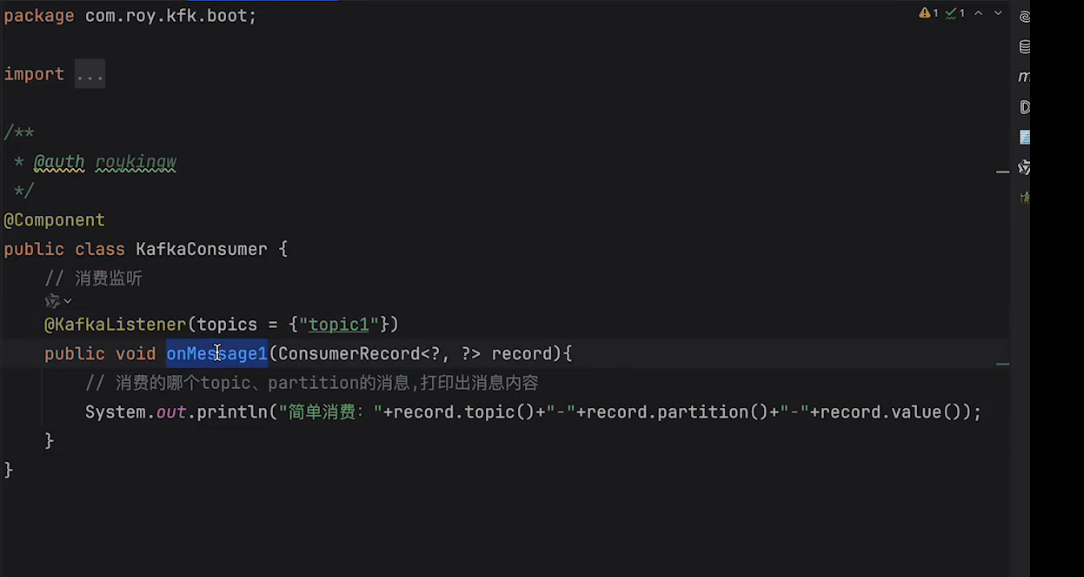 package com.roy.kfk.boot;
1 1
import ...
/**
* @auth roykingw
*/
@Component
public class KafkaConsumer {
// 消费监听
@KafkaListener(topics = {"topic1"})
public void onMessage1(ConsumerRecord<?, ?> record){
// 消费的哪个topic、partition的消息,打印出消息内容
System.out.println("简单消费："+record.topic()+"-"+record.partition()+"-"+record.value());
}
}
m
D